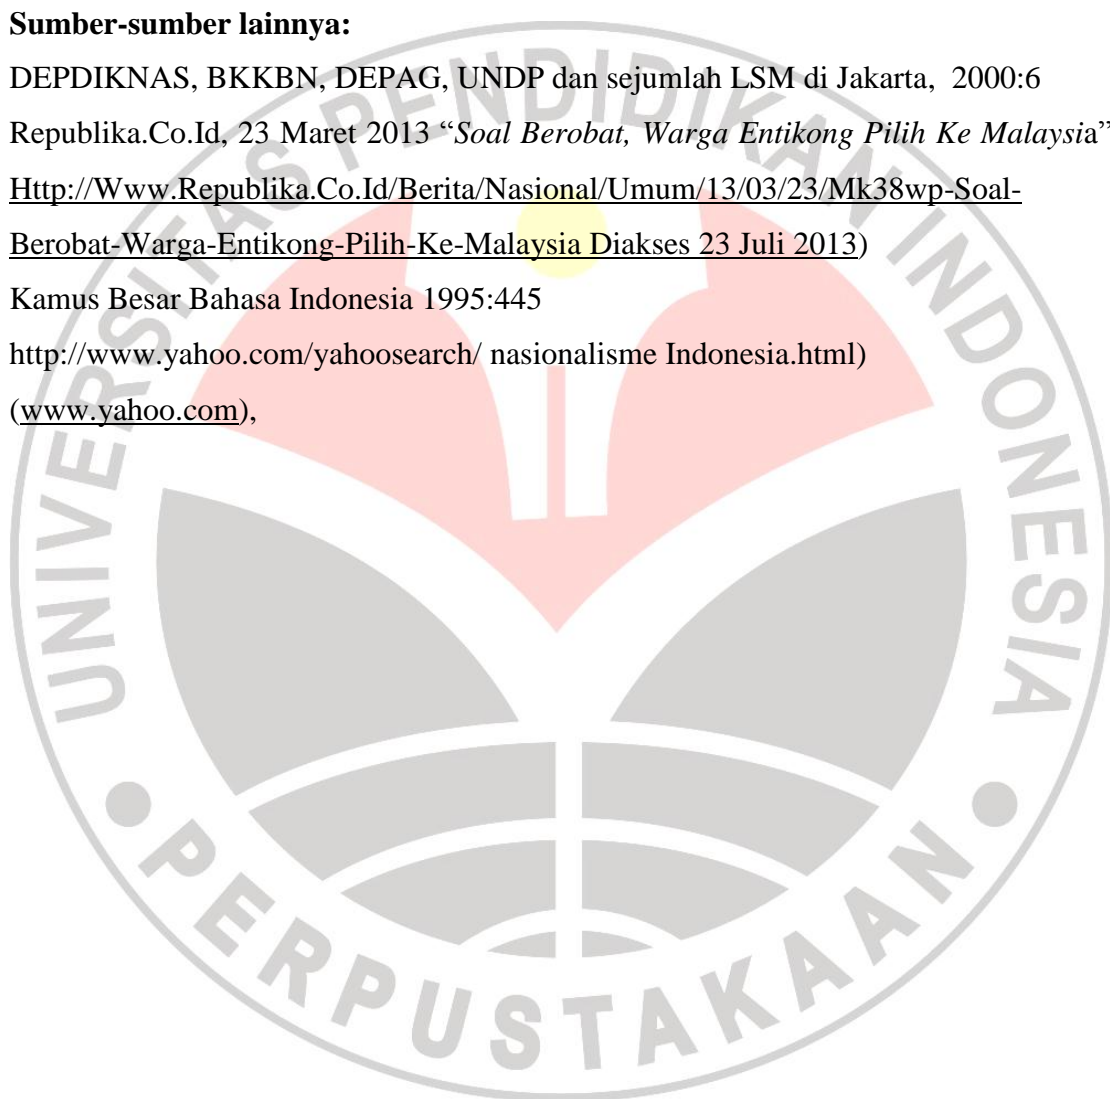 Sumber-sumber lainnya:
DEPDIKNAS, BKKBN, DEPAG, UNDP dan sejumlah LSM di Jakarta, 2000:6
Republika.Co.Id, 23 Maret 2013 “Soal Berobat, Warga Entikong Pilih Ke Malaysia”
Http://Www.Republika.Co.Id/Berita/Nasional/Umum/13/03/23/Mk38wp-Soal-
Berobat-Warga-Entikong-Pilih-Ke-Malaysia Diakses 23 Juli 2013)
Kamus Besar Bahasa Indonesia 1995:445
http://www.yahoo.com/yahoosearch/ nasionalisme Indonesia.html)
(www.yahoo.com),
UNIVERSITAS PENDIDIKAN INDONESIA
PERPUSTAKAAN